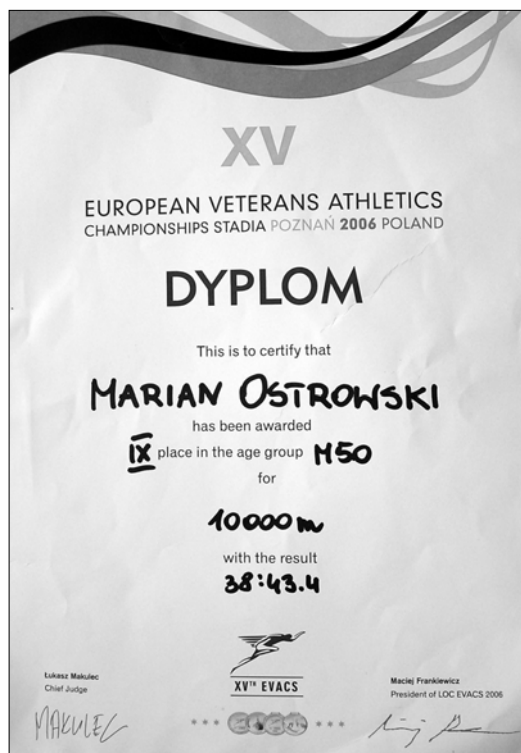 XV
EUROPEAN VETERANS ATHLETICS
CHAMPIONSHIPS STADIA POZNAŃ 2006 POLAND
DYPLOM
This is to certify that
MARIAN OSTROWSKI
has been awarded
IX place in the age group M50
for
10000m
with the result
38:43.4
XVTH EVACS
Łukasz Makulec
Chief Judge
MAKULEC
Maciej Frankiewicz
President of LOC EVACS 2006